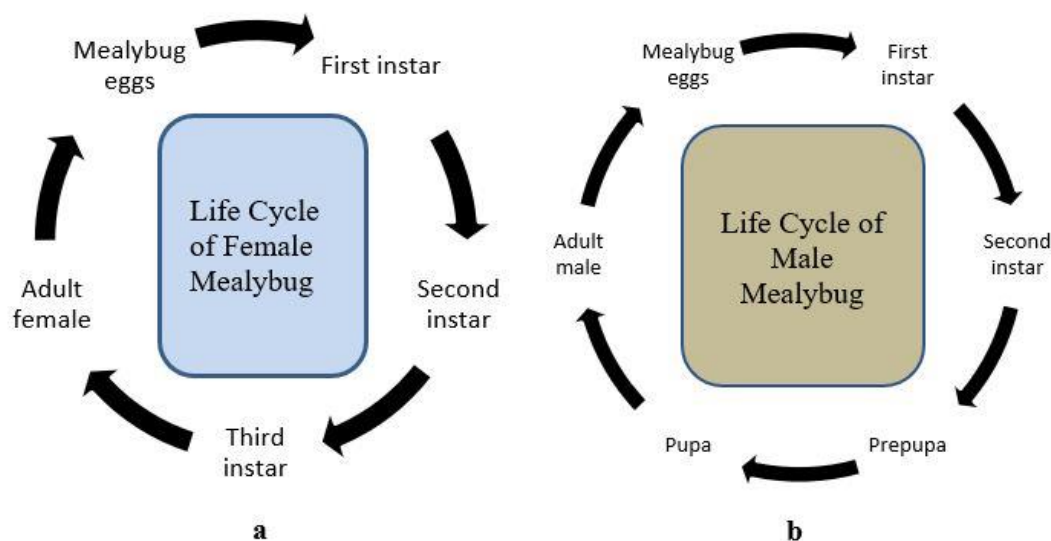 Mealybug
eggs
First instar
Second
instar
Third
instar
Adult
female
Life Cycle
of Female
Mealybug
a
Mealybug
eggs
First
instar
Second
instar
Prepupa
Pupa
Adult
male
Life Cycle of
Male
Mealybug
b